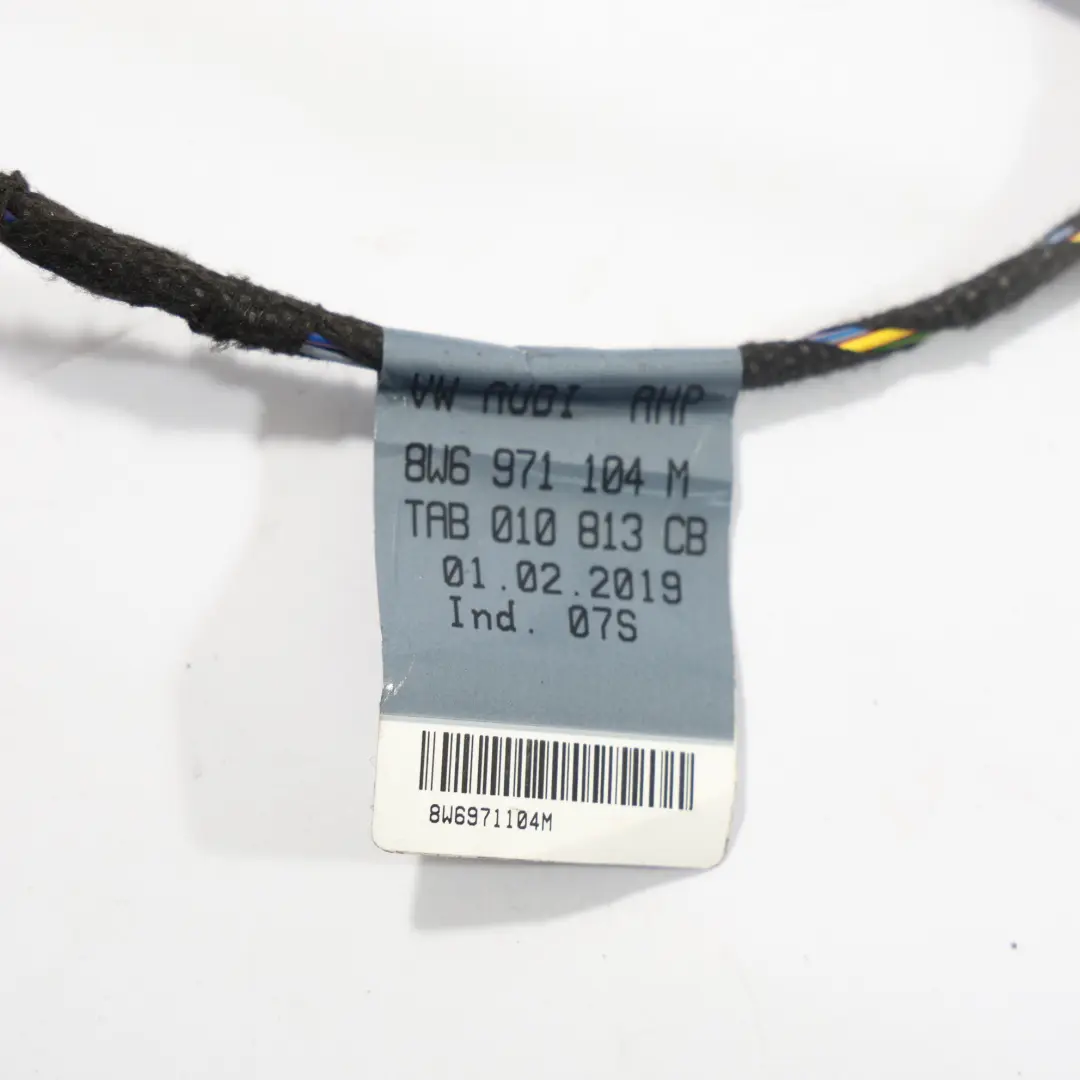 VW AUDI AHP
8W6 971 104 M
TAB 010 813 CB
01.02.2019
Ind. 07S
8W6971104M